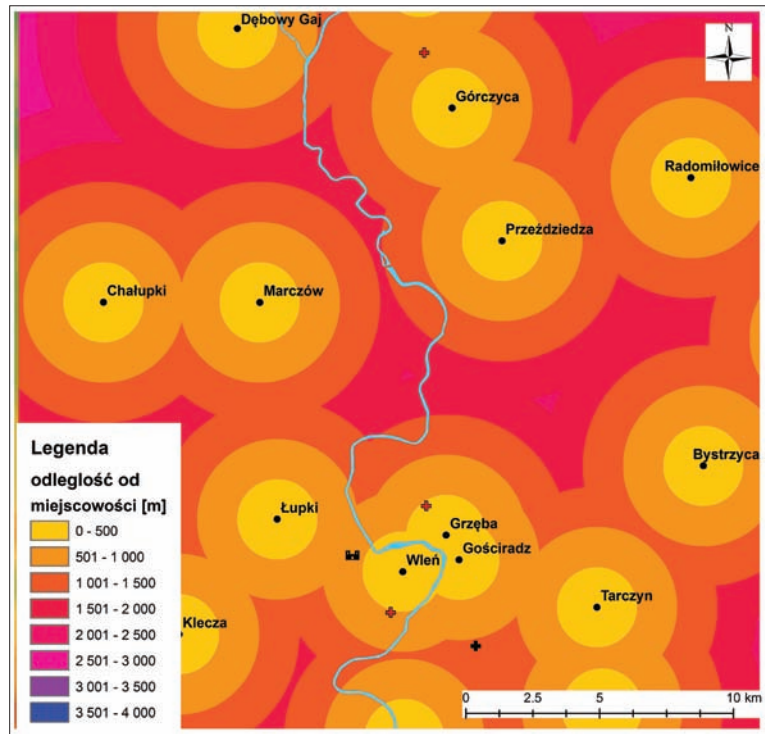 Dębowy Gaj
N
Górczyca
Radomiłowice
Przeździedza
Chałupki
Marczów
Legenda
odległość od
miejscowości [m]
0 - 500
501 - 1 000
1 001 - 1 500
1 501 - 2 000
2 001 - 2 500
2 501 - 3 000
3 001 - 3 500
3 501 - 4 000
Bystrzyca
Łupki
Grzęba
Gościradz
Wleń
Tarczyn
Klecza
0 2.5 5 10 km